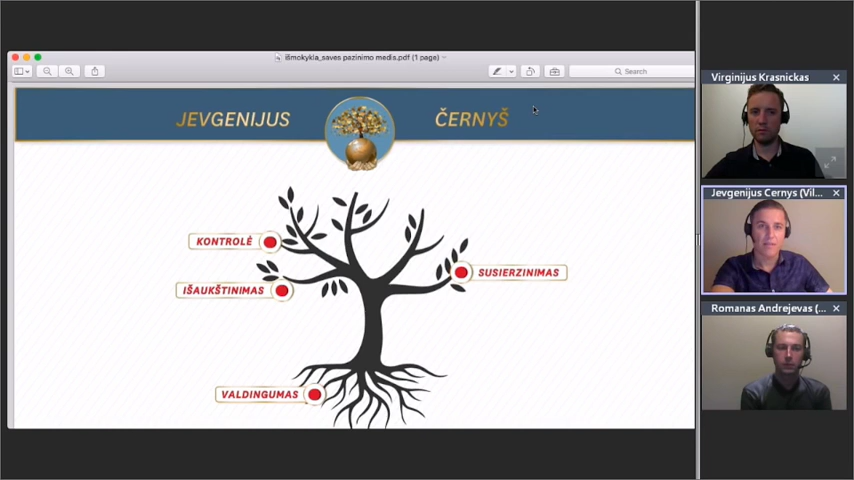 išmokykla_saves pazinimo medis.pdf (1 page)
Search
JEVGENIJUS
ČERNYŠ
KONTROLĖ
IŠAUKŠTINIMAS
SUSIERZINIMAS
VALDINGUMAS
Virginijus Krasnickas
Jevgenijus Cernys (Vil...
Romanas Andrejevas (...